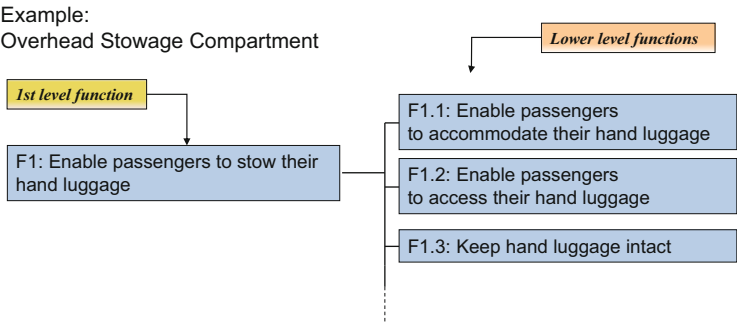 Example:
Overhead Stowage Compartment
Lower level functions
1st level function
F1: Enable passengers to stow their
hand luggage
F1.1: Enable passengers
to accommodate their hand luggage
F1.2: Enable passengers
to access their hand luggage
F1.3: Keep hand luggage intact